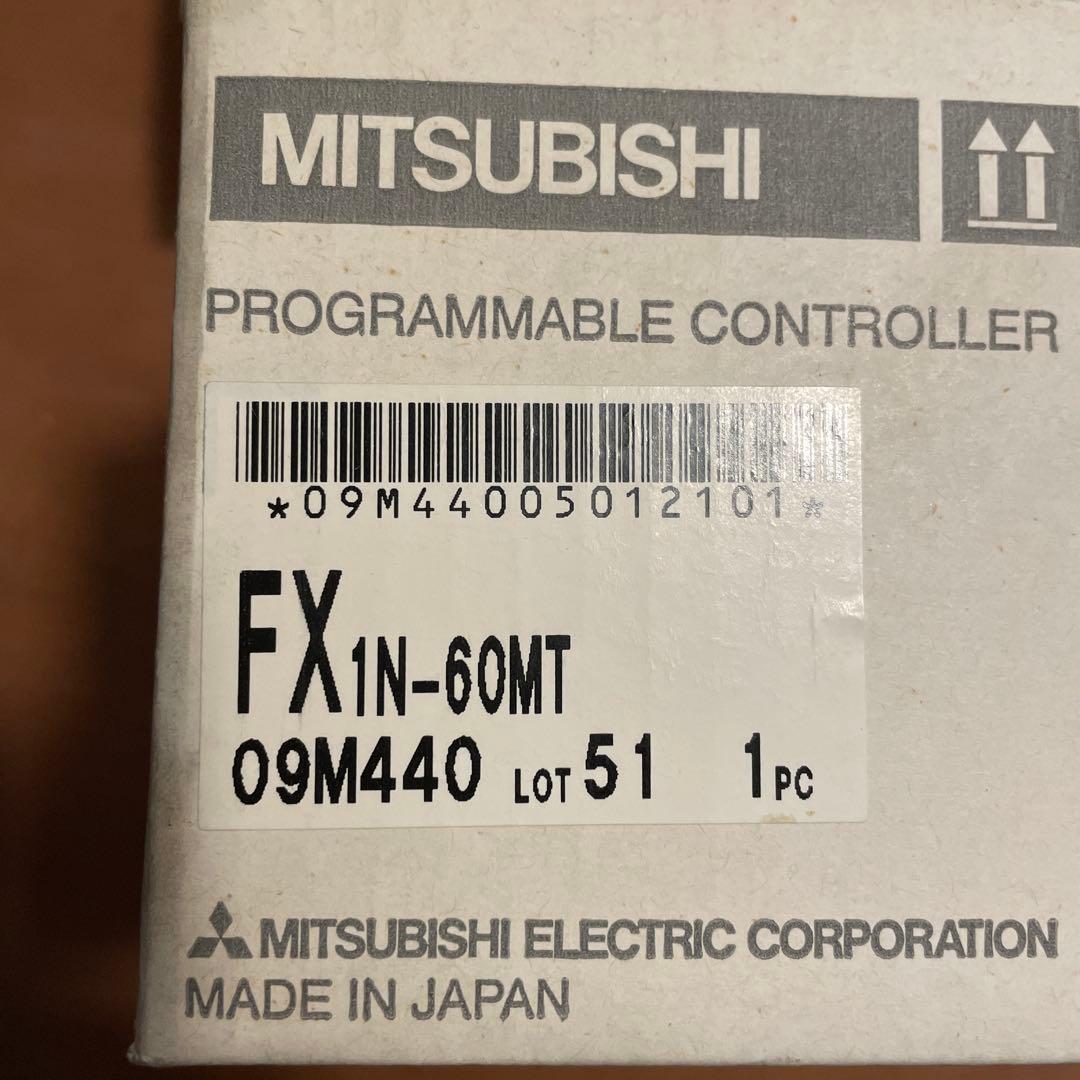 MITSUBISHI
PROGRAMMABLE CONTROLLER
*09M44005012101*
FX1N-60MT
09M440 LOT 51 1PC
MITSUBISHI ELECTRIC CORPORATION
MADE IN JAPAN